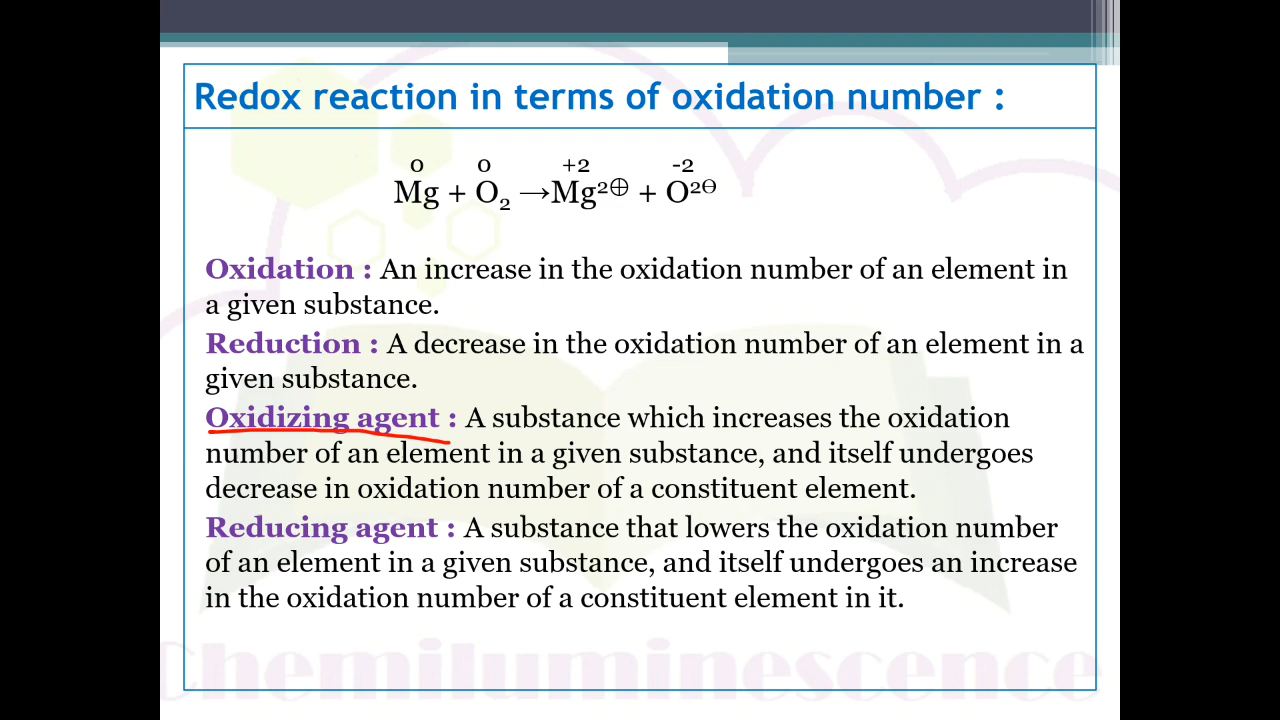 Redox reaction in terms of oxidation number :
0 0 +2 -2
Mg + O₂ →Mg²⊕ + O²⊖
Oxidation : An increase in the oxidation number of an element in
a given substance.
Reduction : A decrease in the oxidation number of an element in a
given substance.
Oxidizing agent : A substance which increases the oxidation
number of an element in a given substance, and itself undergoes
decrease in oxidation number of a constituent element.
Reducing agent : A substance that lowers the oxidation number
of an element in a given substance, and itself undergoes an increase
in the oxidation number of a constituent element in it.
Chemiluminescence